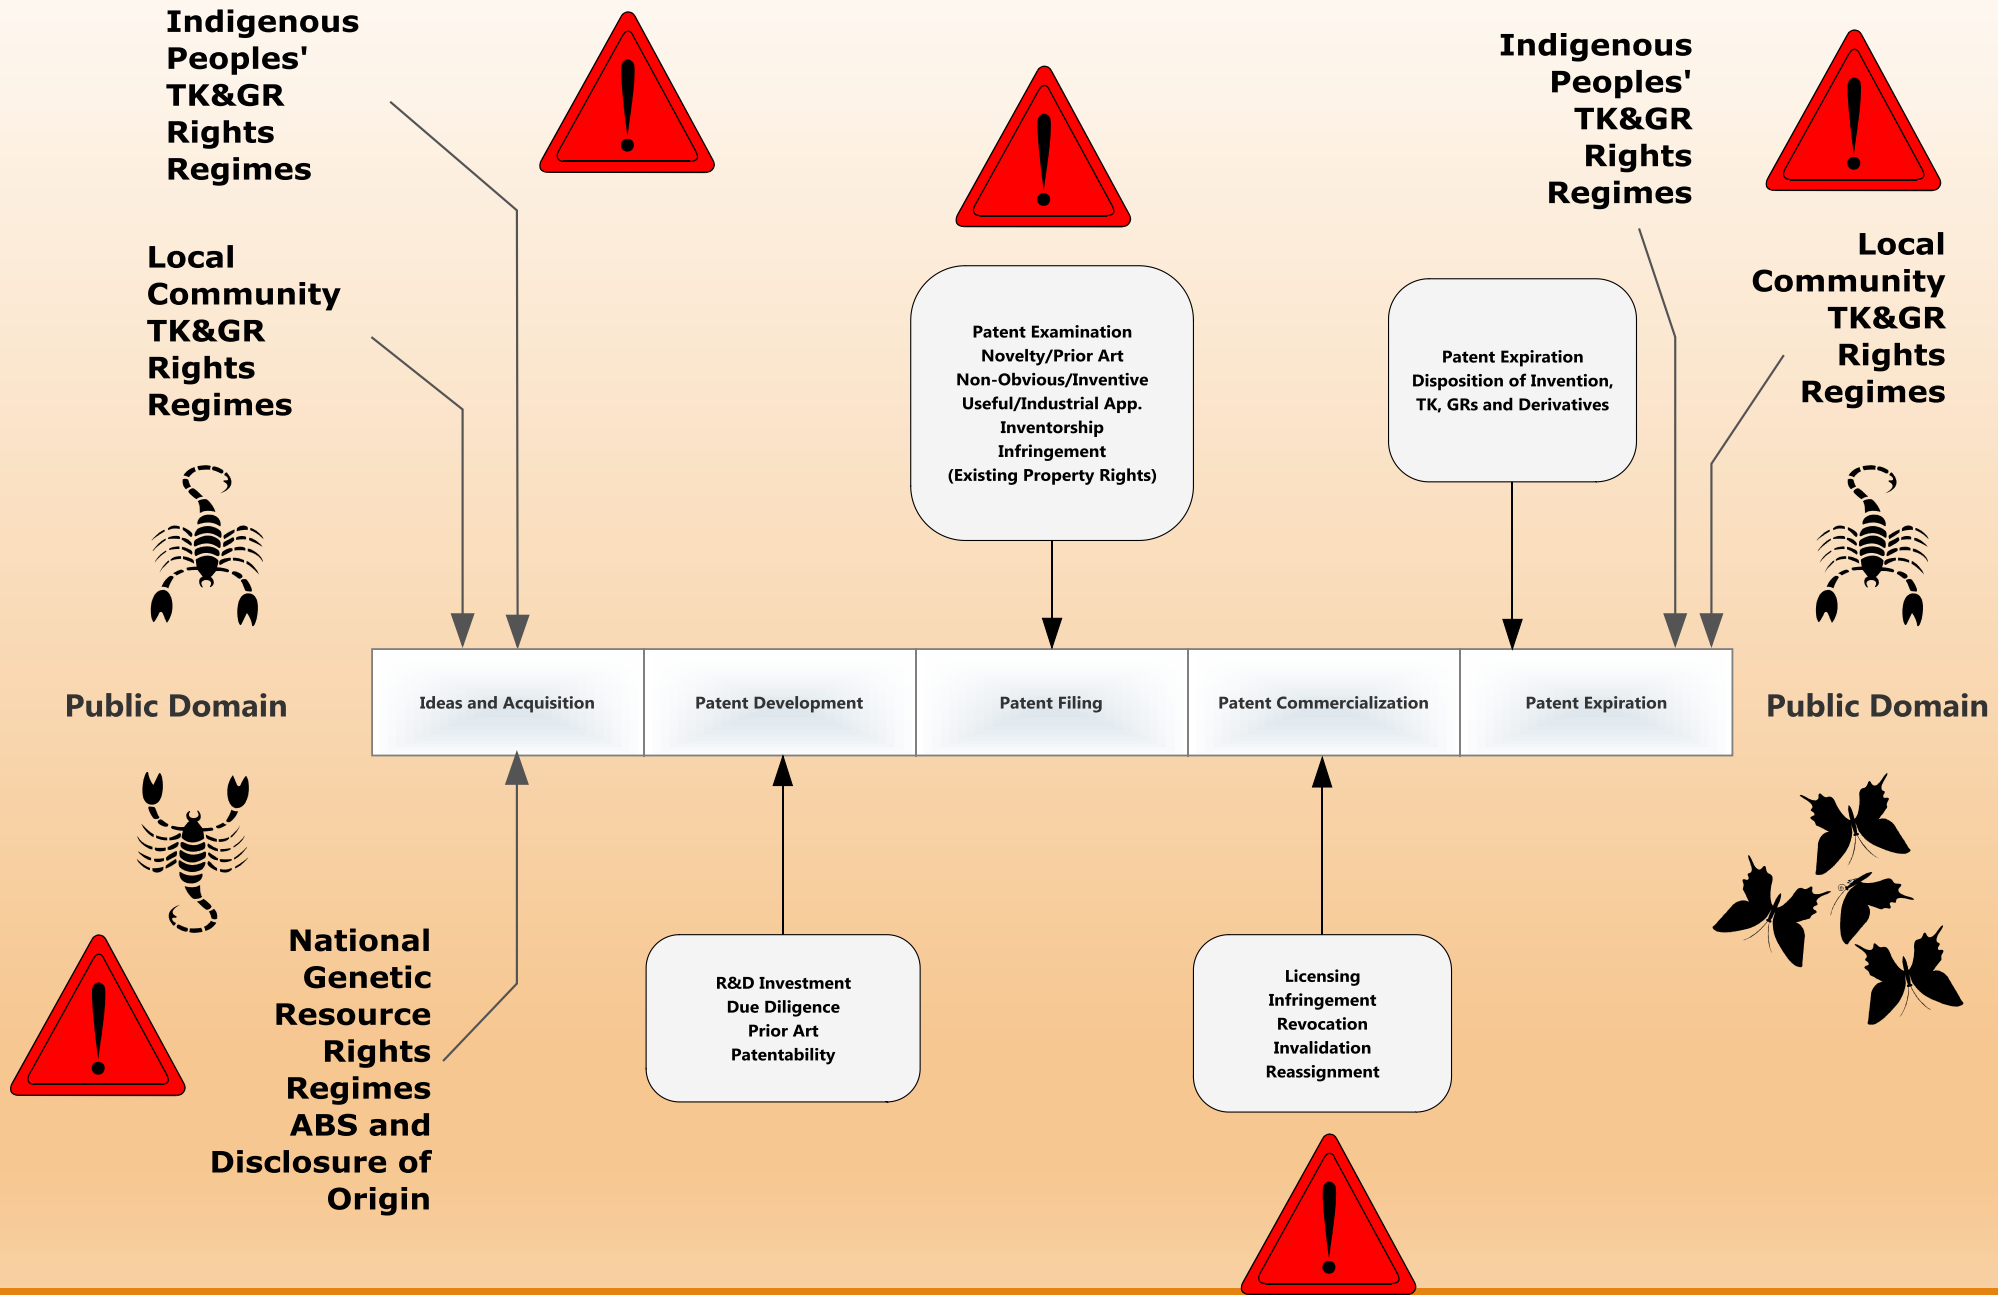 Indigenous
Peoples'
TK&GR
Rights
Regimes
Local
Community
TK&GR
Rights
Regimes
Patent Examination
Novelty/Prior Art
Non-Obvious/Inventive
Useful/Industrial App.
Inventorship
Infringement
(Existing Property Rights)
Patent Expiration
Disposition of Invention,
TK, GRs and Derivatives
Indigenous
Peoples'
TK&GR
Rights
Regimes
Local
Community
TK&GR
Rights
Regimes
Public Domain
Ideas and Acquisition
Patent Development
Patent Filing
Patent Commercialization
Patent Expiration
Public Domain
National
Genetic
Resource
Rights
Regimes
ABS and
Disclosure of
Origin
R&D Investment
Due Diligence
Prior Art
Patentability
Licensing
Infringement
Revocation
Invalidation
Reassignment